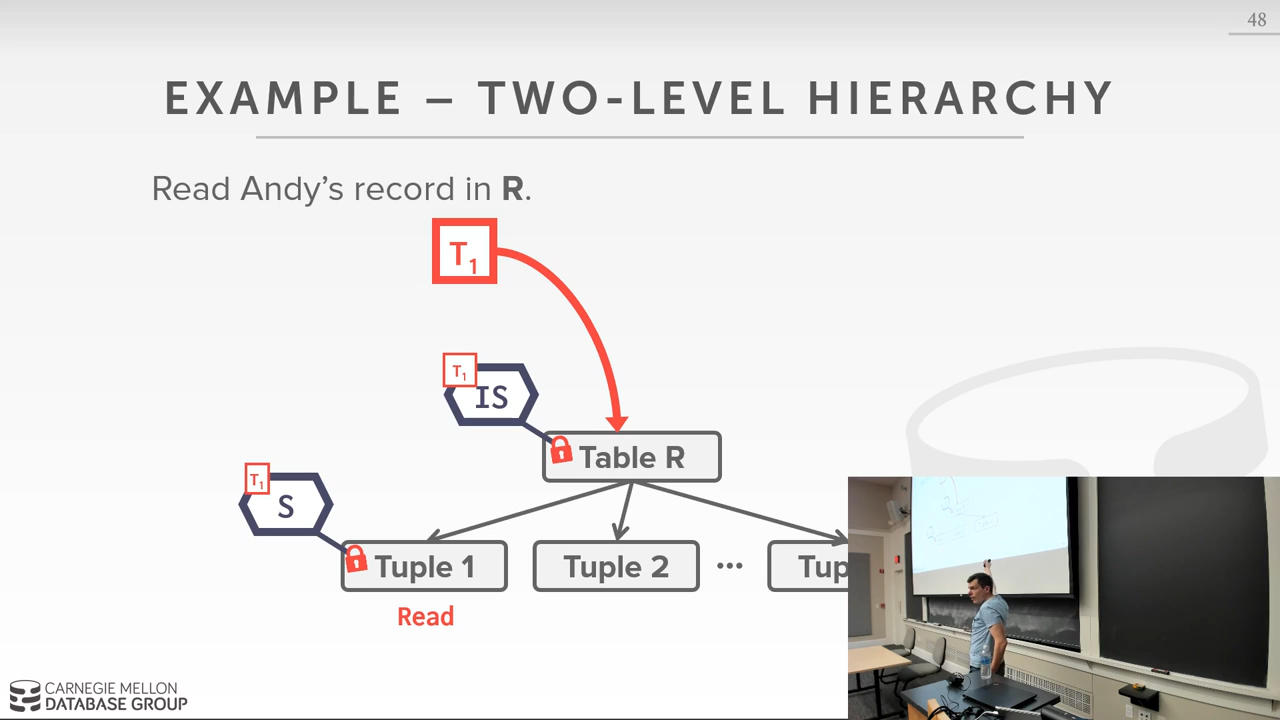 48
EXAMPLE – TWO-LEVEL HIERARCHY
Read Andy’s record in R.
T1
T1
IS
Table R
T1
S
Tuple 1
Tuple 2
...
Tup
Read
CARNEGIE MELLON
DATABASE GROUP